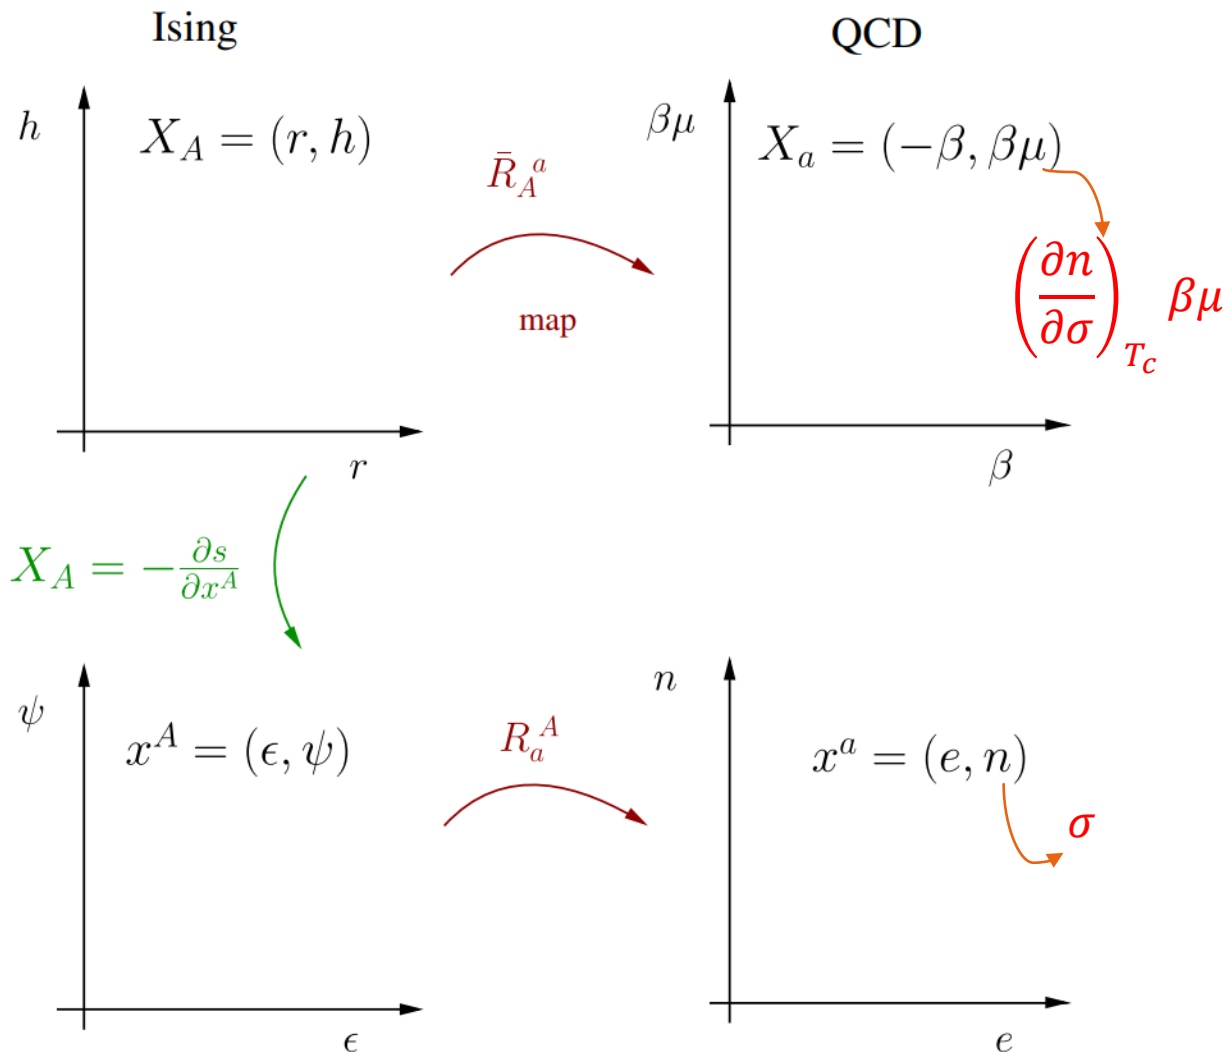 Ising
QCD
h
X_A = (r, h)
R̄_A^a
map
r
βμ
X_a = (−β, βμ)
(∂n/∂σ)_{T_c} βμ
β
X_A = −∂s/∂x^A
ψ
x^A = (ϵ, ψ)
R_a^A
ϵ
n
x^a = (e, n)
σ
e